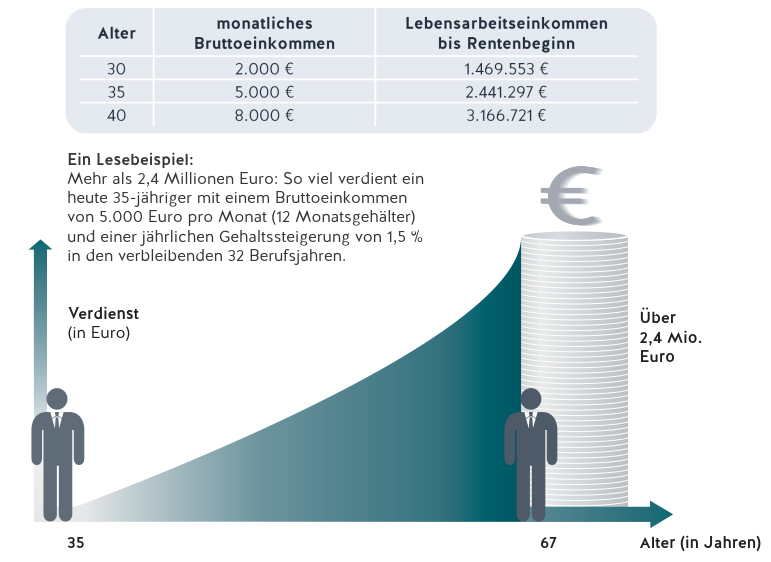 Alter monatliches Bruttoeinkommen Lebensarbeitseinkommen bis Rentenbeginn
30 2.000 € 1.469.553 €
35 5.000 € 2.441.297 €
40 8.000 € 3.166.721 €
Ein Lesebeispiel:
Mehr als 2,4 Millionen Euro: So viel verdient ein
heute 35-jähriger mit einem Bruttoeinkommen
von 5.000 Euro pro Monat (12 Monatsgehälter)
und einer jährlichen Gehaltssteigerung von 1,5 %
in den verbleibenden 32 Berufsjahren.
€
Verdienst
(in Euro)
Über
2,4 Mio.
Euro
35 67 Alter (in Jahren)